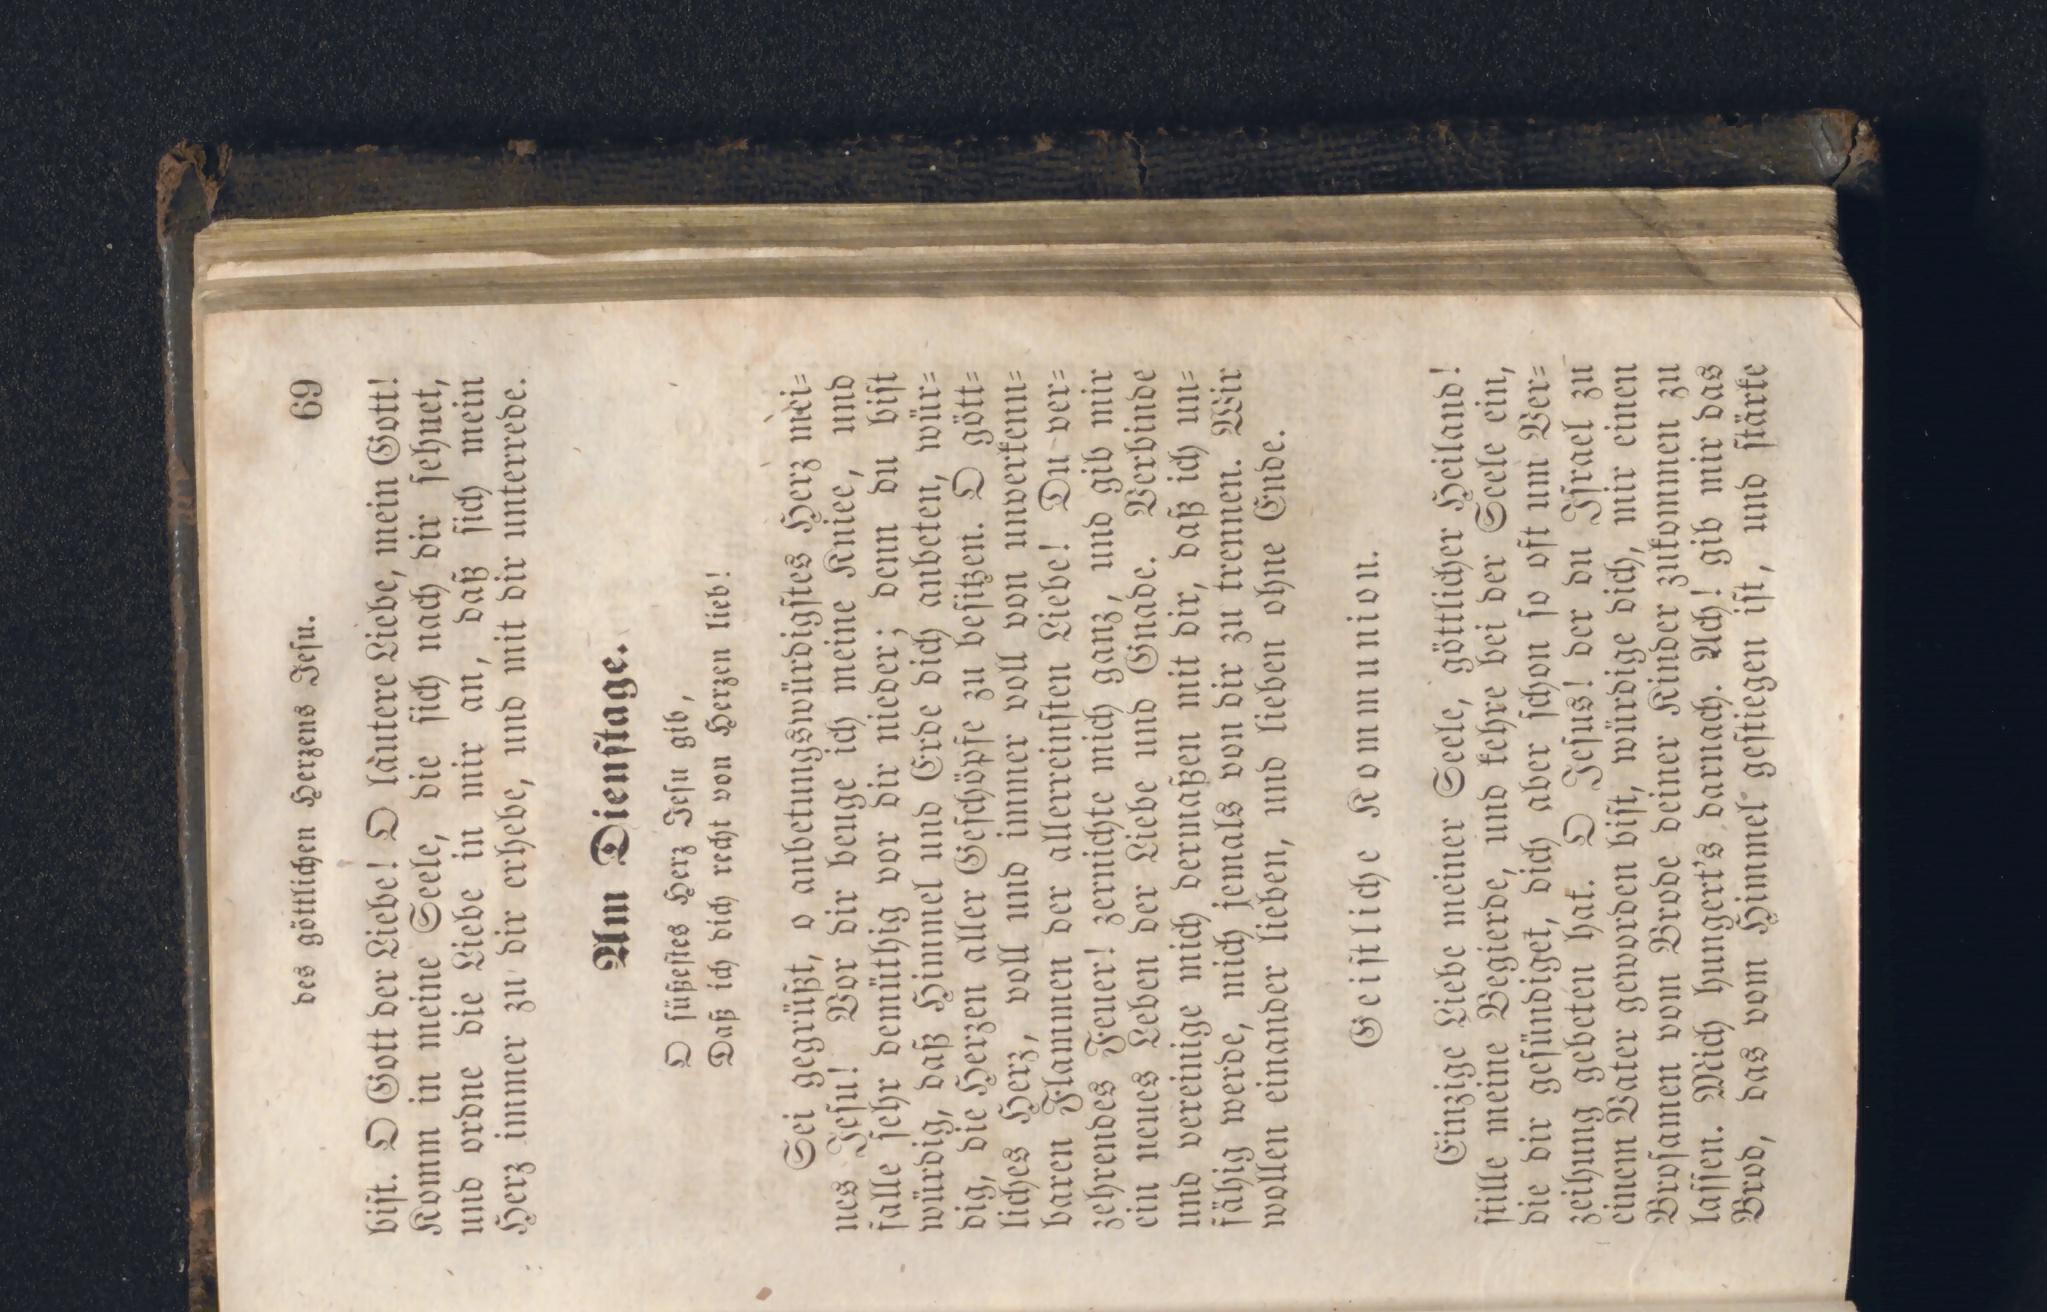 des göttlichen Herzens Jesu. 69
bist. O Gott der Liebe! O lautere Liebe, mein Gott!
Komm in meine Seele, die sich nach dir sehnet,
und ordne die Liebe in mir an, daß sich mein
Herz immer zu dir erhebe, und mit dir unterrede.
Am Dienstage.
O süßestes Herz Jesu gib,
Daß ich dich recht von Herzen lieb!
Sei gegrüßt, o anbetungswürdigstes Herz mei-
nes Jesu! Vor dir beuge ich meine Kniee, und
falle sehr demüthig vor dir nieder; denn du bist
würdig, daß Himmel und Erde dich anbeten, wür-
dig, die Herzen aller Geschöpfe zu besitzen. O gött-
liches Herz, voll und immer voll von unverkenn-
baren Flammen der allerreinsten Liebe! Du ver-
zehrendes Feuer! zernichte mich ganz, und gib mir
ein neues Leben der Liebe und Gnade. Verbinde
und vereinige mich dermaßen mit dir, daß ich un-
fähig werde, mich jemals von dir zu trennen. Wir
wollen einander lieben, und lieben ohne Ende.
Geistliche Kommunion.
Einzige Liebe meiner Seele, göttlicher Heiland!
stille meine Begierde, und kehre bei der Seele ein,
die dir gesündiget, dich aber schon so oft um Ver-
zeihung gebeten hat. O Jesus! der du Israel zu
einem Vater geworden bist, würdige dich, mir einen
Brosamen vom Brode deiner Kinder zukommen zu
lassen. Mich hungert's darnach. Ach! gib mir das
Brod, das vom Himmel gestiegen ist, und stärke